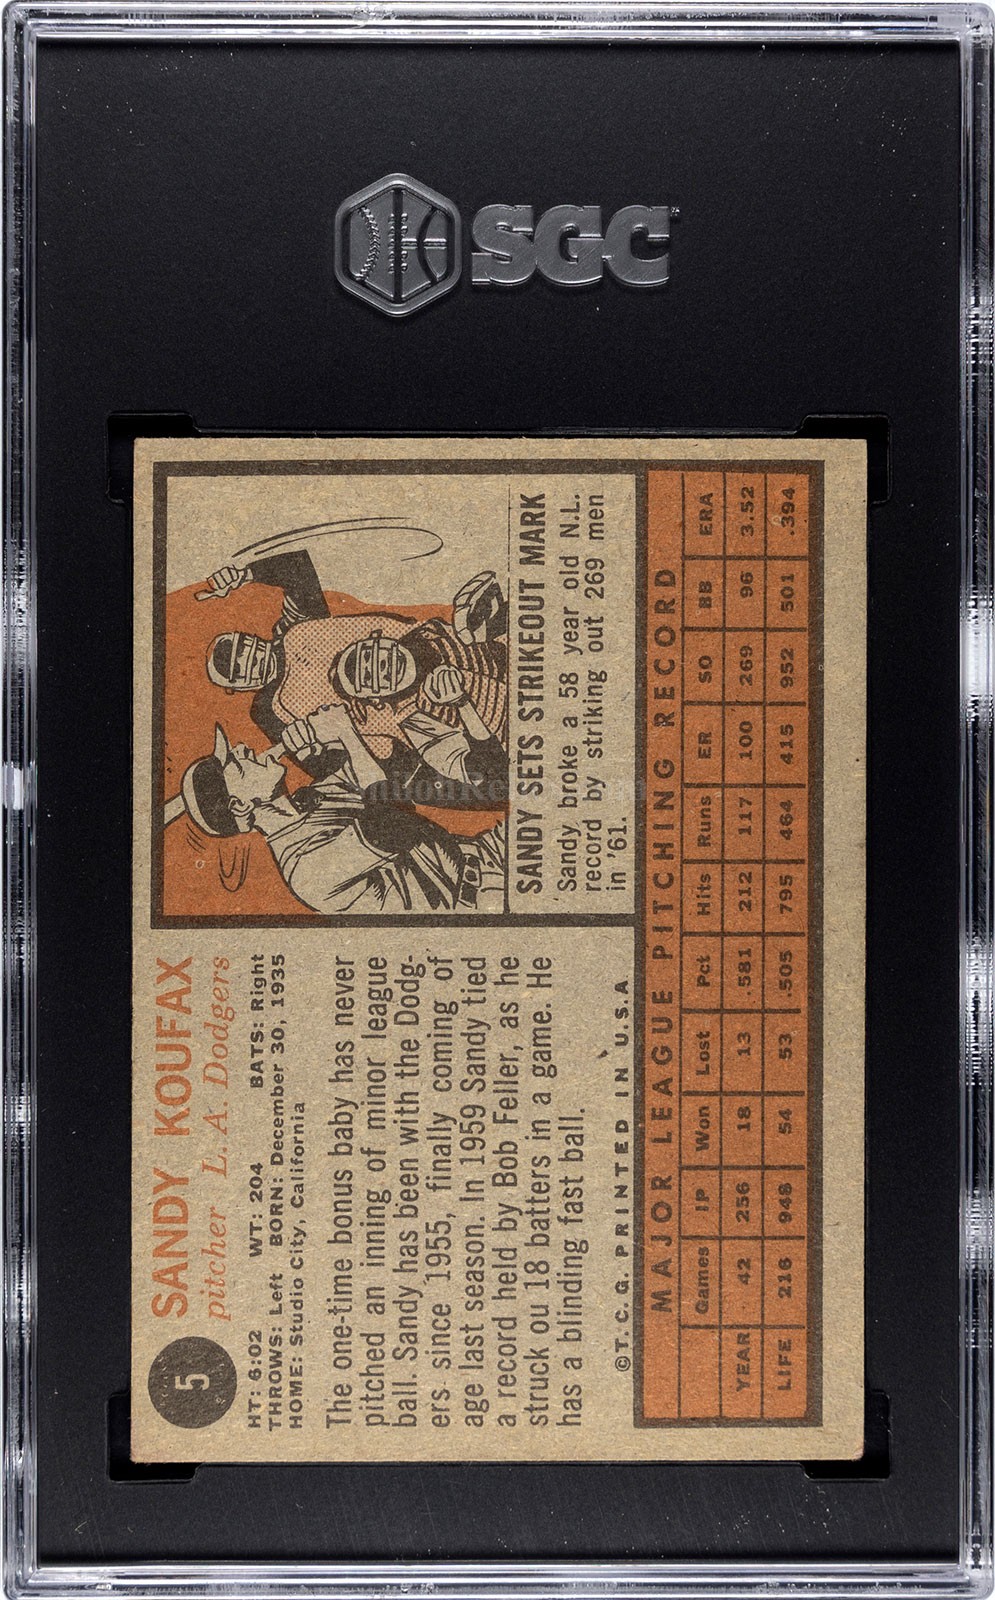 SGC
5
SANDY KOUFAX
pitcher L. A. Dodgers
HT: 6:02 WT: 204 BATS: Right
THROWS: Left BORN: December 30, 1935
HOME: Studio City, California
The one-time bonus baby has never
pitched an inning of minor league
ball. Sandy has been with the Dodg-
ers since 1955, finally coming of
age last season. In 1959 Sandy tied
a record held by Bob Feller, as he
struck ou 18 batters in a game. He
has a blinding fast ball.
©T. C. G. PRINTED IN U. S. A
SANDY SETS STRIKEOUT MARK
Sandy broke a 58 year old N.L.
record by striking out 269 men
in '61.
MAJOR LEAGUE PITCHING RECORD
Games IP Won Lost Pct Hits Runs ER SO BB ERA
YEAR 42 256 18 13 .581 212 117 100 269 96 3.52
LIFE 216 948 54 53 .505 795 464 415 952 501 .394